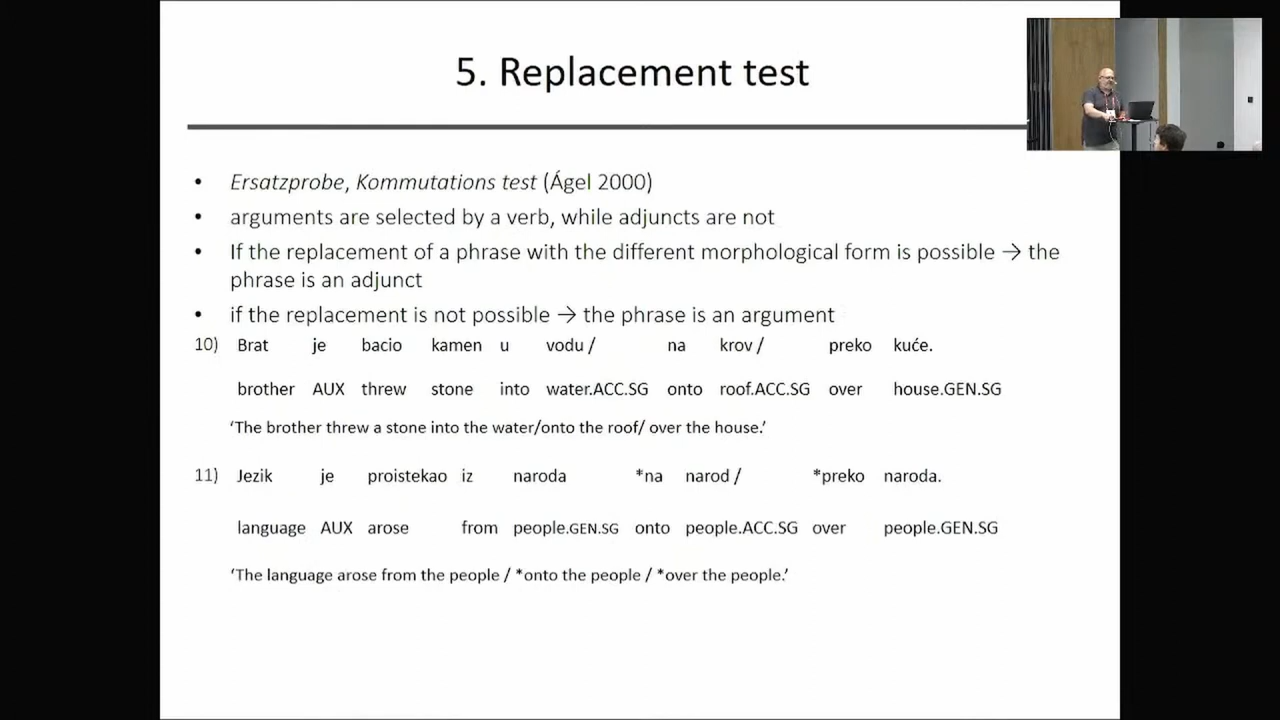 5. Replacement test
• Ersatzprobe, Kommutations test (Ágel 2000)
• arguments are selected by a verb, while adjuncts are not
• If the replacement of a phrase with the different morphological form is possible → the
phrase is an adjunct
• if the replacement is not possible → the phrase is an argument
10) Brat je bacio kamen u vodu / na krov / preko kuće.
brother AUX threw stone into water.ACC.SG onto roof.ACC.SG over house.GEN.SG
‘The brother threw a stone into the water/onto the roof/ over the house.’
11) Jezik je proistekao iz naroda *na narod / *preko naroda.
language AUX arose from people.GEN.SG onto people.ACC.SG over people.GEN.SG
‘The language arose from the people / *onto the people / *over the people.’